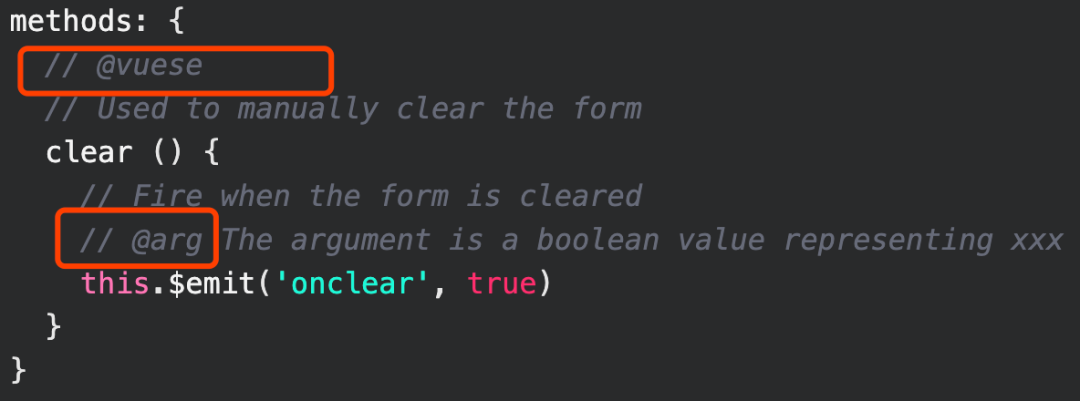 methods: {
// @vuese
// Used to manually clear the form
clear () {
// Fire when the form is cleared
// @arg The argument is a boolean value representing xxx
this.$emit('onclear', true)
}
}